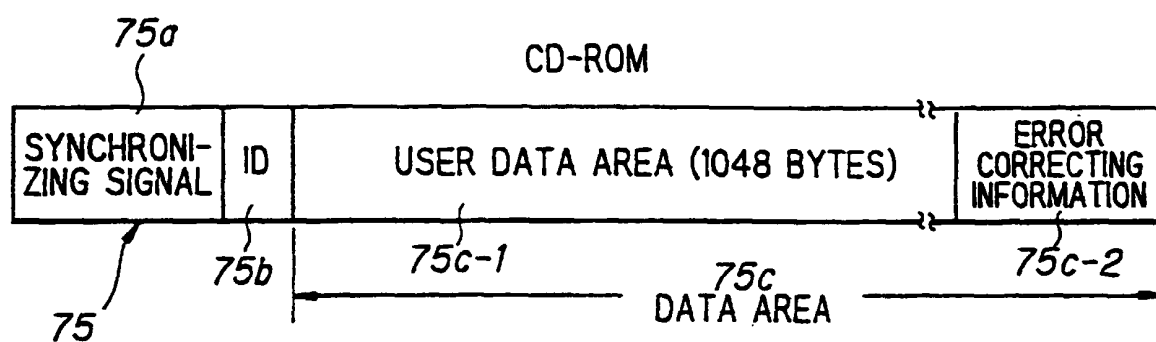 75a
CD-ROM
SYNCHRONI-
ZING SIGNAL
ID
USER DATA AREA (1048 BYTES)
ERROR
CORRECTING
INFORMATION
75
75b
75c-1
75c
DATA AREA
75c-2